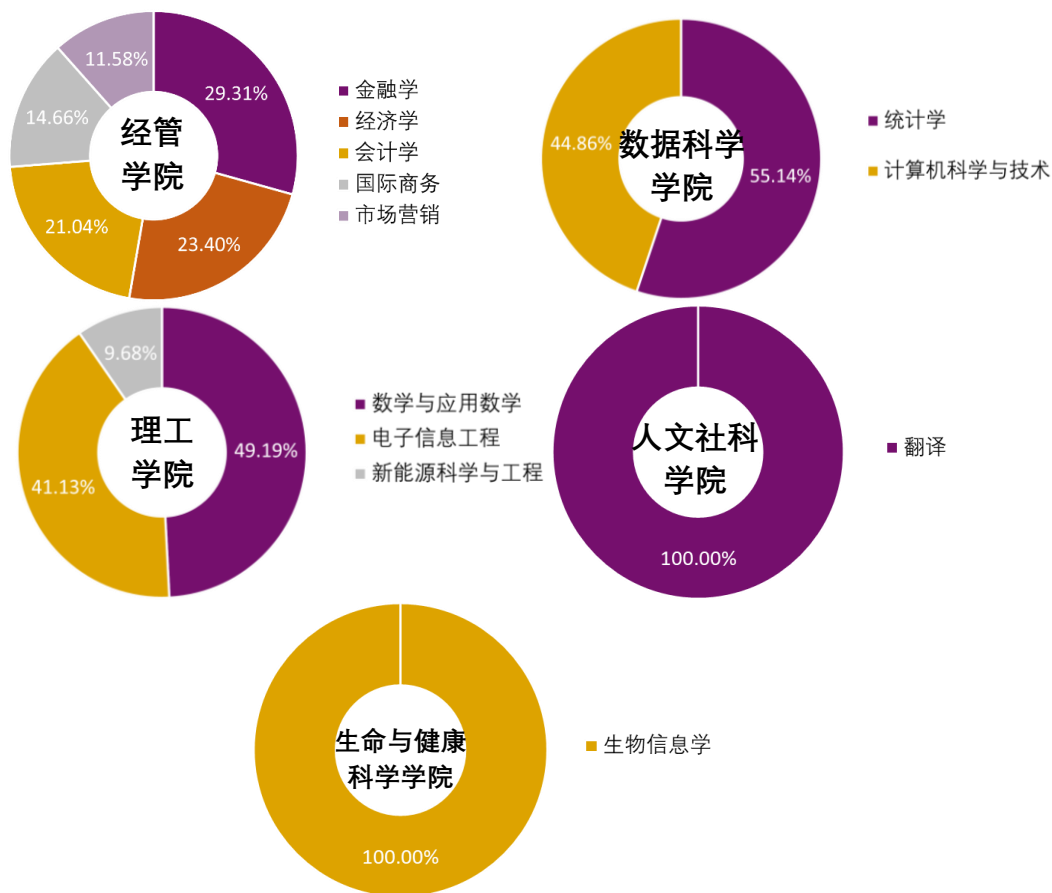 11.58%
29.31%
14.66%
21.04%
23.40%
经管
学院
金融学
经济学
会计学
国际商务
市场营销
44.86%
55.14%
数据科学
学院
统计学
计算机科学与技术
9.68%
49.19%
41.13%
理工
学院
数学与应用数学
电子信息工程
新能源科学与工程
人文社科
学院
100.00%
翻译
生命与健康
科学学院
100.00%
生物信息学